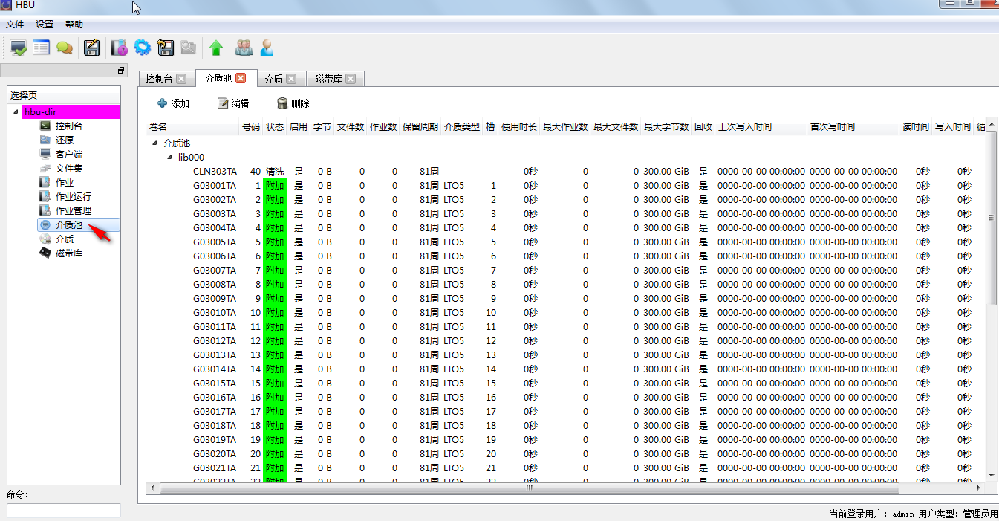 HBU
文件 设置 帮助
选择页
hbu-dir
控制台
还原
客户端
文件集
作业
作业运行
作业管理
介质池
介质
磁带库
命令:
控制台 介质池 介质 磁带库
添加 编辑 删除
卷名 号码 状态 启用 字节 文件数 作业数 保留周期 介质类型 槽 使用时长 最大作业数 最大文件数 最大字节数 回收 上次写入时间 首次写时间 读时间 写入时间 循
介质池
lib000
CLN303TA 40 清洗 是 0 B 0 0 81周 0秒 0 0 300.00 GiB 是 0000-00-00 00:00:00 0000-00-00 00:00:00 0秒 0秒
G03001TA 1 附加 是 0 B 0 0 81周 LTO5 1 0秒 0 0 300.00 GiB 是 0000-00-00 00:00:00 0000-00-00 00:00:00 0秒 0秒
G03002TA 2 附加 是 0 B 0 0 81周 LTO5 2 0秒 0 0 300.00 GiB 是 0000-00-00 00:00:00 0000-00-00 00:00:00 0秒 0秒
G03003TA 3 附加 是 0 B 0 0 81周 LTO5 3 0秒 0 0 300.00 GiB 是 0000-00-00 00:00:00 0000-00-00 00:00:00 0秒 0秒
G03004TA 4 附加 是 0 B 0 0 81周 LTO5 4 0秒 0 0 300.00 GiB 是 0000-00-00 00:00:00 0000-00-00 00:00:00 0秒 0秒
G03005TA 5 附加 是 0 B 0 0 81周 LTO5 5 0秒 0 0 300.00 GiB 是 0000-00-00 00:00:00 0000-00-00 00:00:00 0秒 0秒
G03006TA 6 附加 是 0 B 0 0 81周 LTO5 6 0秒 0 0 300.00 GiB 是 0000-00-00 00:00:00 0000-00-00 00:00:00 0秒 0秒
G03007TA 7 附加 是 0 B 0 0 81周 LTO5 7 0秒 0 0 300.00 GiB 是 0000-00-00 00:00:00 0000-00-00 00:00:00 0秒 0秒
G03008TA 8 附加 是 0 B 0 0 81周 LTO5 8 0秒 0 0 300.00 GiB 是 0000-00-00 00:00:00 0000-00-00 00:00:00 0秒 0秒
G03009TA 9 附加 是 0 B 0 0 81周 LTO5 9 0秒 0 0 300.00 GiB 是 0000-00-00 00:00:00 0000-00-00 00:00:00 0秒 0秒
G03010TA 10 附加 是 0 B 0 0 81周 LTO5 10 0秒 0 0 300.00 GiB 是 0000-00-00 00:00:00 0000-00-00 00:00:00 0秒 0秒
G03011TA 11 附加 是 0 B 0 0 81周 LTO5 11 0秒 0 0 300.00 GiB 是 0000-00-00 00:00:00 0000-00-00 00:00:00 0秒 0秒
G03012TA 12 附加 是 0 B 0 0 81周 LTO5 12 0秒 0 0 300.00 GiB 是 0000-00-00 00:00:00 0000-00-00 00:00:00 0秒 0秒
G03013TA 13 附加 是 0 B 0 0 81周 LTO5 13 0秒 0 0 300.00 GiB 是 0000-00-00 00:00:00 0000-00-00 00:00:00 0秒 0秒
G03014TA 14 附加 是 0 B 0 0 81周 LTO5 14 0秒 0 0 300.00 GiB 是 0000-00-00 00:00:00 0000-00-00 00:00:00 0秒 0秒
G03015TA 15 附加 是 0 B 0 0 81周 LTO5 15 0秒 0 0 300.00 GiB 是 0000-00-00 00:00:00 0000-00-00 00:00:00 0秒 0秒
G03016TA 16 附加 是 0 B 0 0 81周 LTO5 16 0秒 0 0 300.00 GiB 是 0000-00-00 00:00:00 0000-00-00 00:00:00 0秒 0秒
G03017TA 17 附加 是 0 B 0 0 81周 LTO5 17 0秒 0 0 300.00 GiB 是 0000-00-00 00:00:00 0000-00-00 00:00:00 0秒 0秒
G03018TA 18 附加 是 0 B 0 0 81周 LTO5 18 0秒 0 0 300.00 GiB 是 0000-00-00 00:00:00 0000-00-00 00:00:00 0秒 0秒
G03019TA 19 附加 是 0 B 0 0 81周 LTO5 19 0秒 0 0 300.00 GiB 是 0000-00-00 00:00:00 0000-00-00 00:00:00 0秒 0秒
G03020TA 20 附加 是 0 B 0 0 81周 LTO5 20 0秒 0 0 300.00 GiB 是 0000-00-00 00:00:00 0000-00-00 00:00:00 0秒 0秒
G03021TA 21 附加 是 0 B 0 0 81周 LTO5 21 0秒 0 0 300.00 GiB 是 0000-00-00 00:00:00 0000-00-00 00:00:00 0秒 0秒
当前登录用户: admin 用户类型: 管理员用